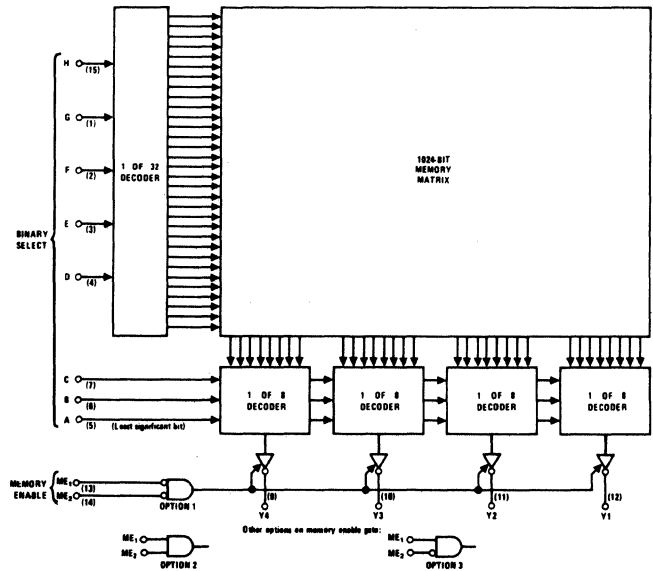 H (15)
G (1)
F (2)
E (3)
D (4)
BINARY
SELECT
1 OF 32
DECODER
1024-BIT
MEMORY
MATRIX
C (7)
B (6)
A (5) (Least significant bit)
1 OF 8
DECODER
1 OF 8
DECODER
1 OF 8
DECODER
1 OF 8
DECODER
MEMORY
ENABLE
ME1 (13)
ME2 (14)
OPTION 1
(9) (10) (11) (12)
Y4 Y3 Y2 Y1
Other options on memory enable gate:
ME1
ME2
OPTION 2
ME1
ME2
OPTION 3